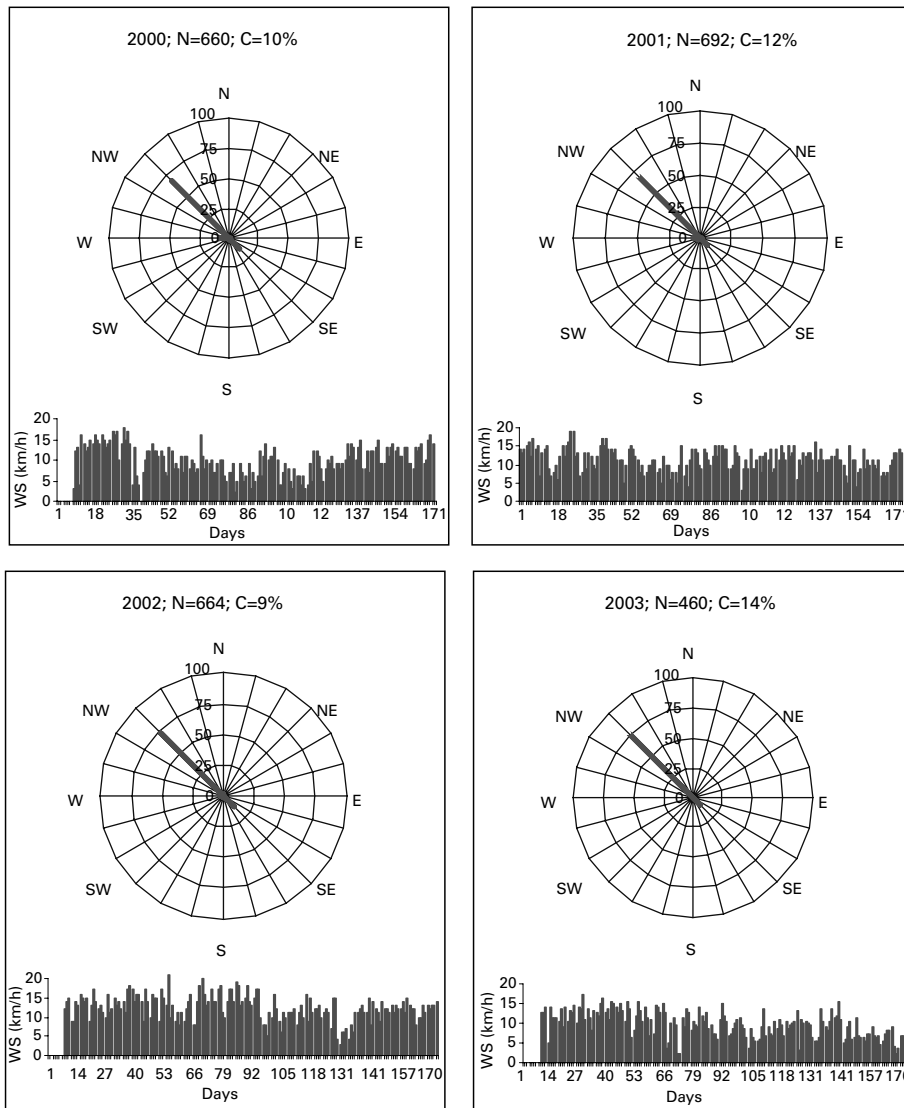 2000; N=660; C=10%
N
100
NW
75
NE
50
25
W
0
E
SW
SE
S
20
15
10
5
0
WS (km/h)
1 18 35 52 69 86 10 12 137 154 171
Days
2001; N=692; C=12%
N
100
NW
75
NE
50
25
W
0
E
SW
SE
S
20
15
10
5
0
WS (km/h)
1 18 35 52 69 86 10 120 137 154 171
Days
2002; N=664; C=9%
N
100
NW
75
NE
50
25
W
0
E
SW
SE
S
20
15
10
5
0
WS (km/h)
1 14 27 40 53 66 79 92 105 118 131 141 157 170
Days
2003; N=460; C=14%
N
100
NW
75
NE
50
25
W
0
E
SW
SE
S
20
15
10
5
0
WS (km/h)
1 14 27 40 53 66 79 92 105 118 131 141 157 170
Days